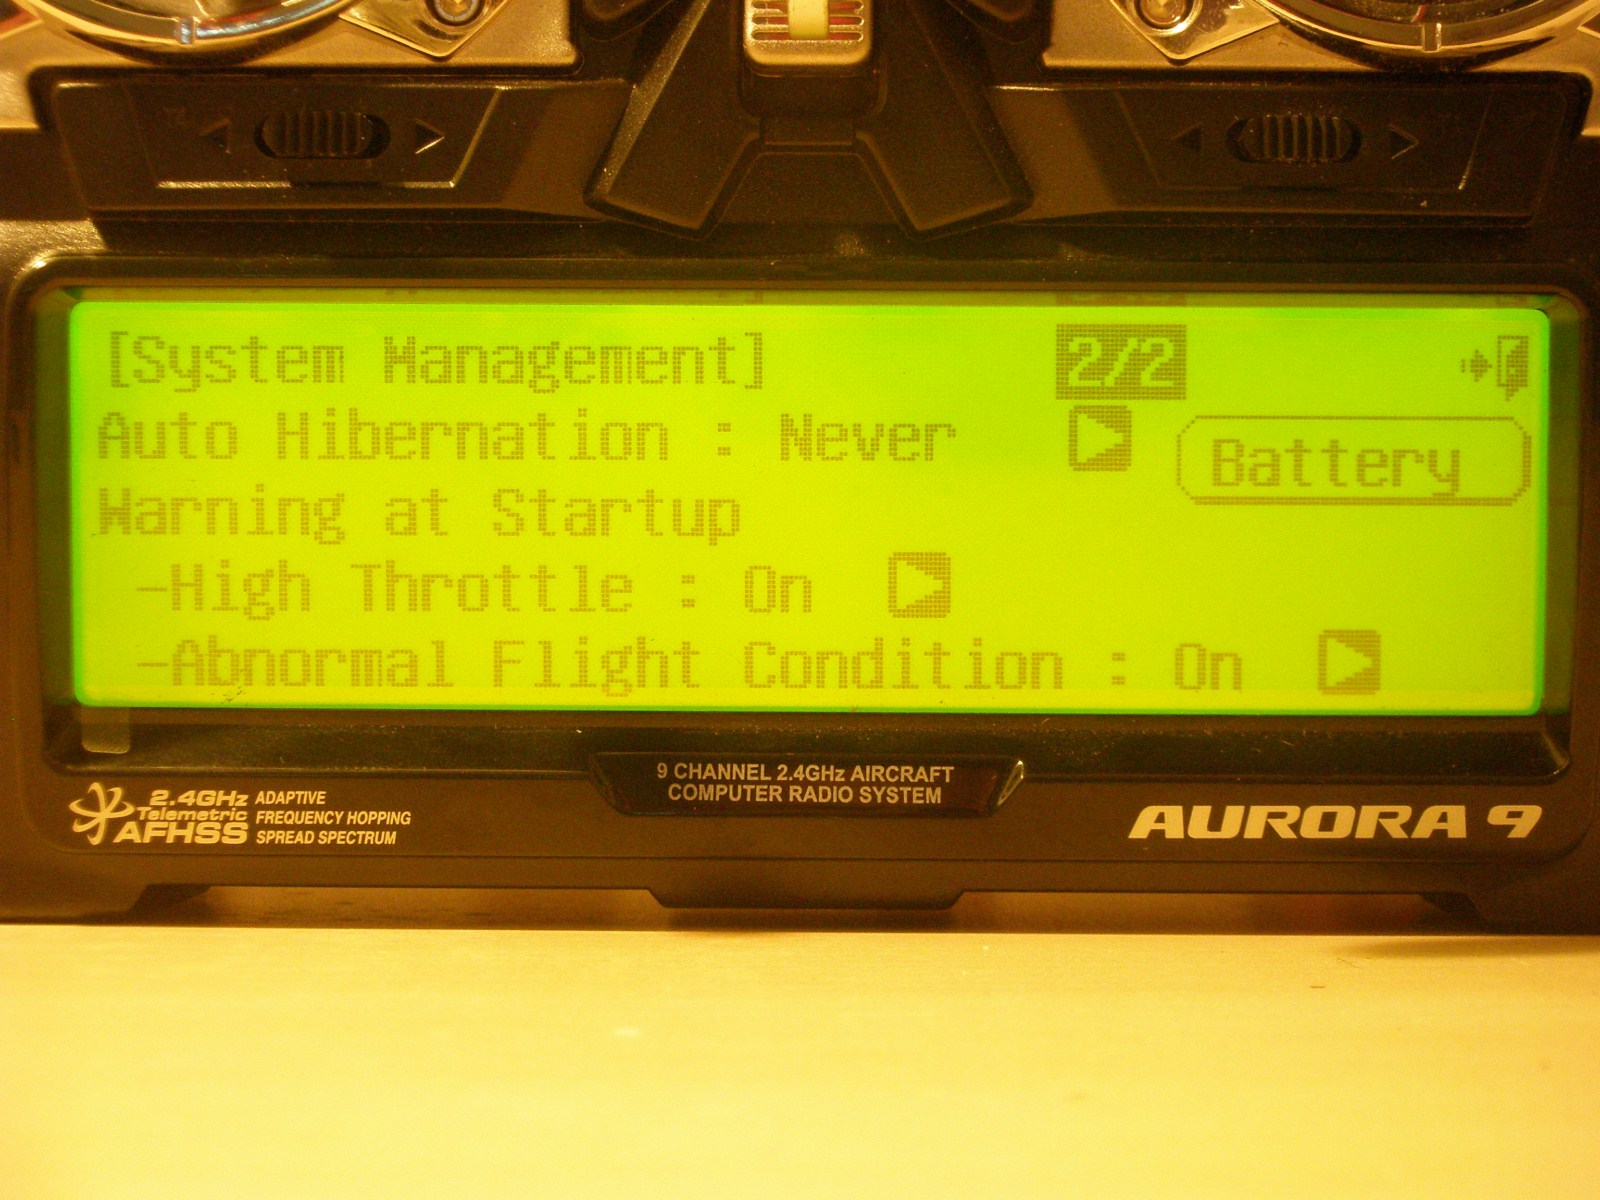 [System Management] 2/2
Auto Hibernation : Never
Battery
Warning at Startup
-High Throttle : On
-Abnormal Flight Condition : On
9 CHANNEL 2.4GHz AIRCRAFT
COMPUTER RADIO SYSTEM
2.4GHz
Telemetric
AFHSS
ADAPTIVE
FREQUENCY HOPPING
SPREAD SPECTRUM
AURORA 9